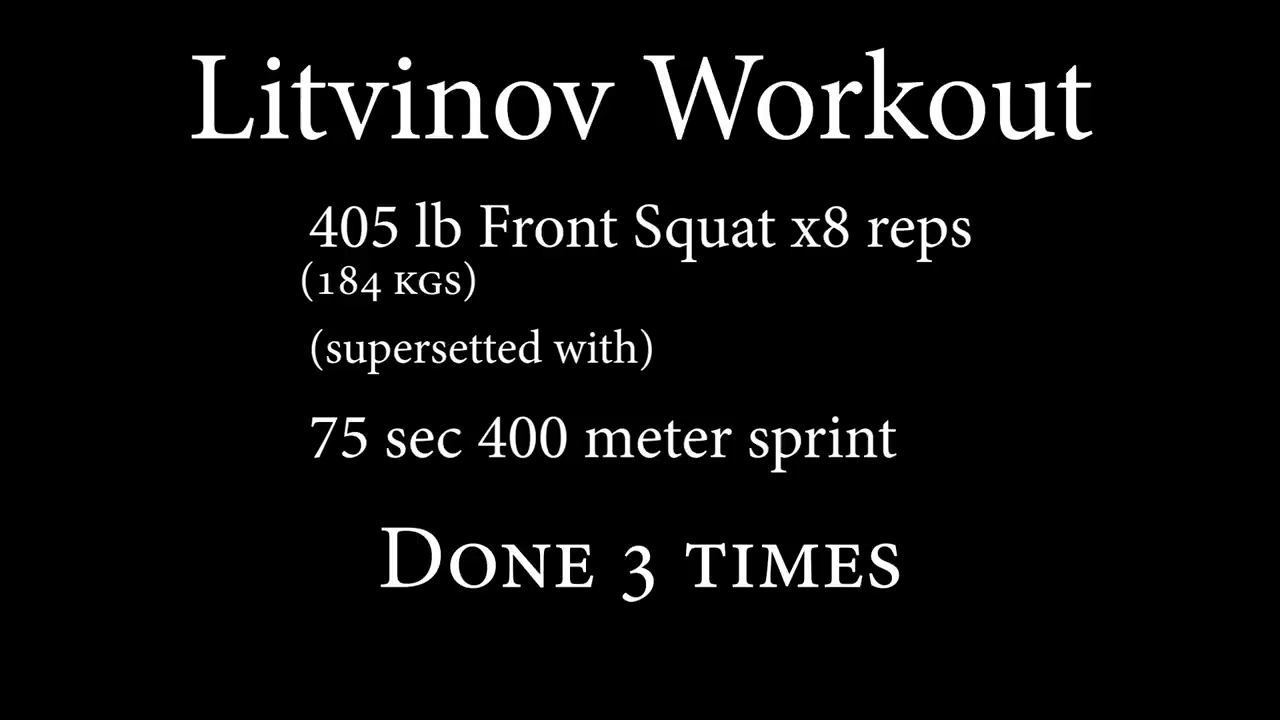 Litvinov Workout
405 lb Front Squat x8 reps
(184 KGS)
(supersetted with)
75 sec 400 meter sprint
DONE 3 TIMES